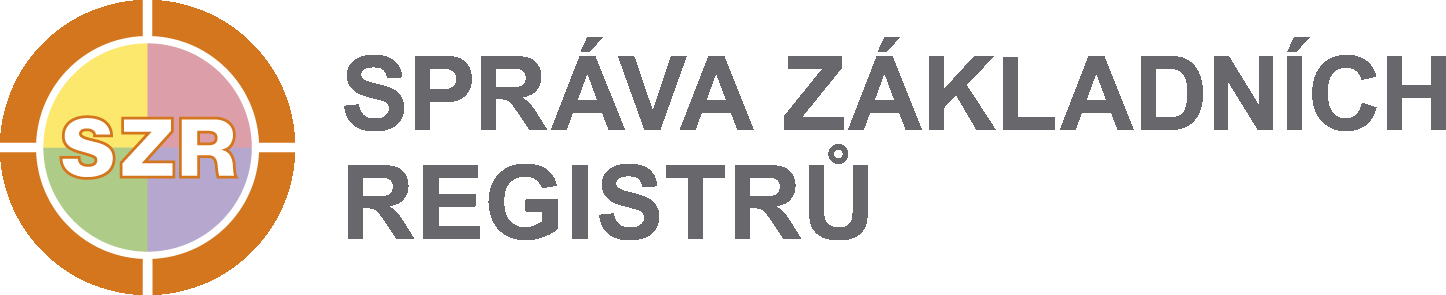 SZR
SPRÁVA ZÁKLADNÍCH
REGISTRŮ